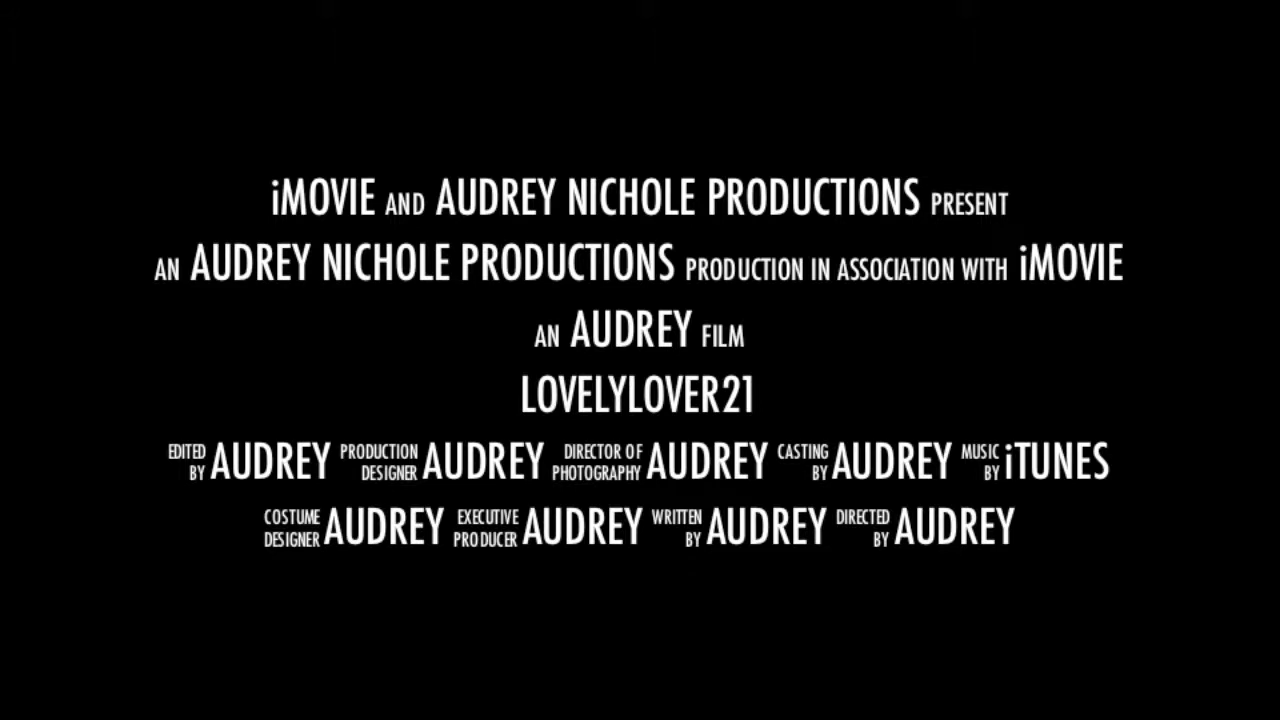 iMOVIE AND AUDREY NICHOLE PRODUCTIONS PRESENT
AN AUDREY NICHOLE PRODUCTIONS PRODUCTION IN ASSOCIATION WITH iMOVIE
AN AUDREY FILM
LOVELYLOVER21
EDITED BY AUDREY PRODUCTION DESIGNER AUDREY DIRECTOR OF PHOTOGRAPHY AUDREY CASTING BY AUDREY MUSIC BY iTUNES
COSTUME DESIGNER AUDREY EXECUTIVE PRODUCER AUDREY WRITTEN BY AUDREY DIRECTED BY AUDREY